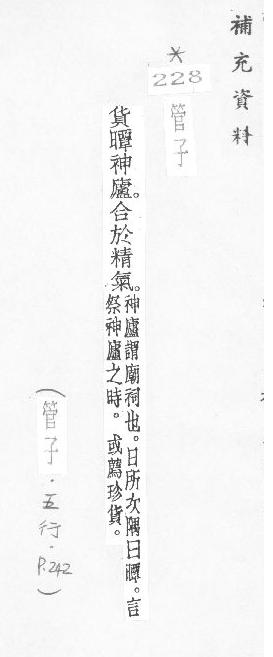 補充資料
*
228
管子
貨曋神廬。合於精氣。
神廬謂廟祠也。日所次隅曰曋。言
祭神廬之時。或薦珍貨。
(管子·五行·P.242)